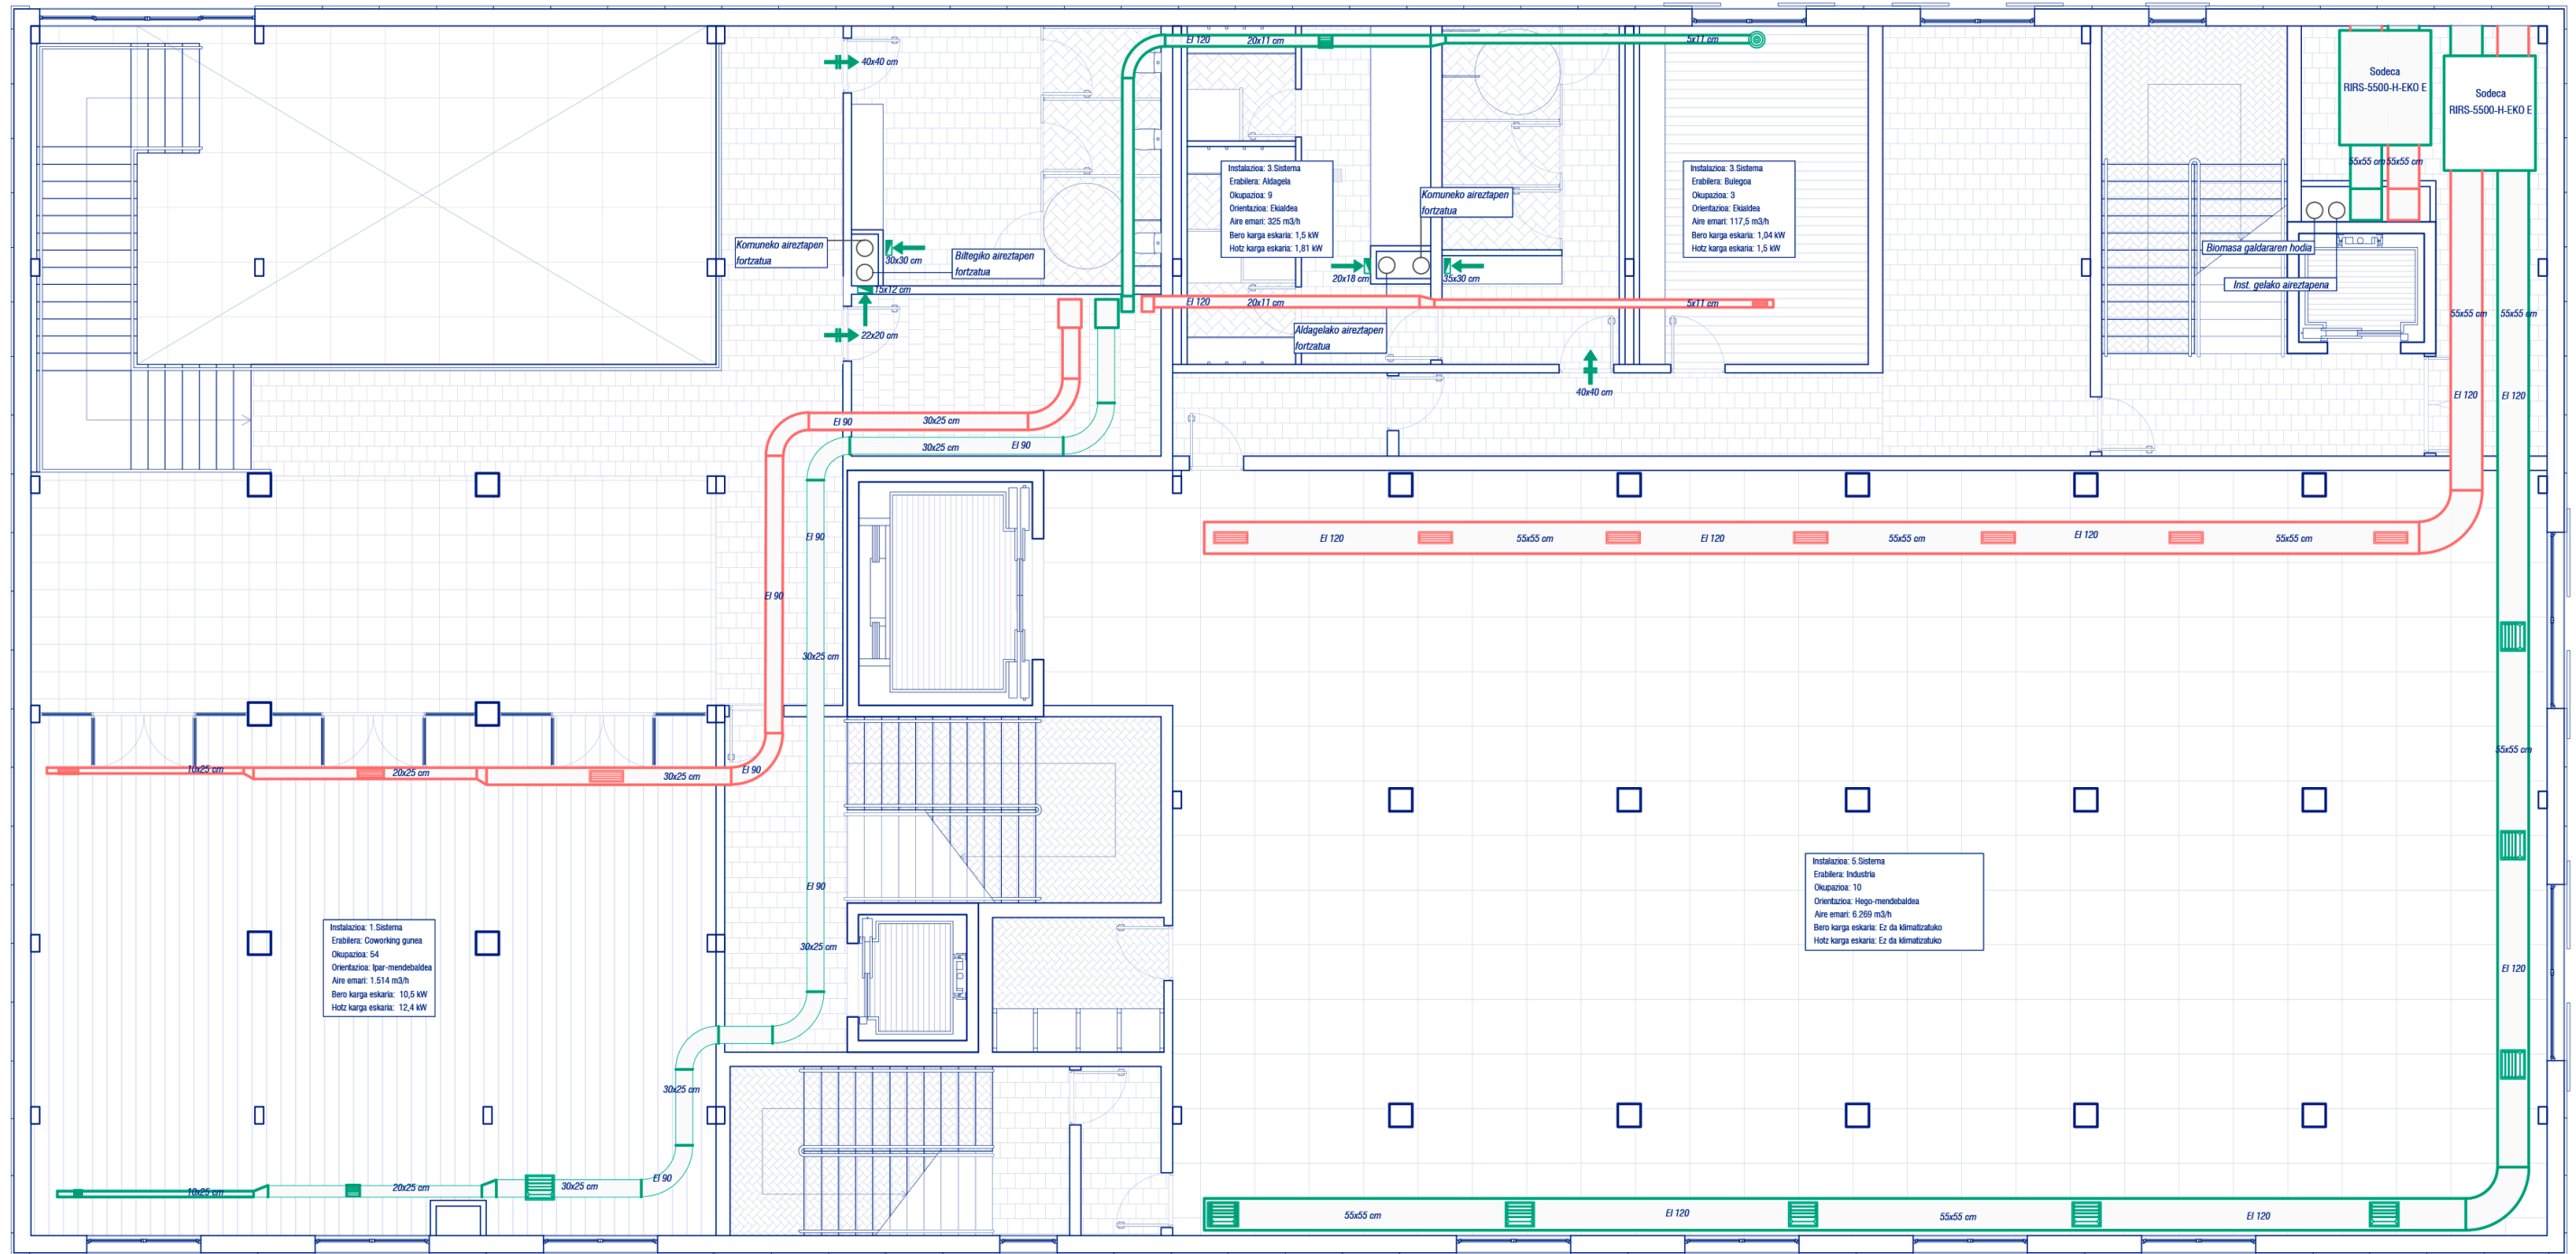 EI 120
20x11 cm
5x11 cm
40x40 cm
Sodeca
RIRS-5500-H-EKO E
Sodeca
RIRS-5500-H-EKO E
55x55 cm
55x55 cm
Instalazioa: 3.Sistema
Erabilera: Aldagela
Okupazioa: 9
Orientazioa: Ekialdea
Aire emari: 325 m3/h
Bero karga eskaria: 1,5 kW
Hotz karga eskaria: 1,81 kW
Instalazioa: 3.Sistema
Erabilera: Bulegoa
Okupazioa: 3
Orientazioa: Ekialdea
Aire emari: 117,5 m3/h
Bero karga eskaria: 1,04 kW
Hotz karga eskaria: 1,5 kW
Komuneko aireztapen
fortzatua
Komuneko aireztapen
fortzatua
30x30 cm
Biltegiko aireztapen
fortzatua
15x12 cm
22x20 cm
20x18 cm
35x30 cm
Biomasa galdararen hodia
Inst. gelako aireztapena
EI 120
20x11 cm
5x11 cm
Aldagelako aireztapen
fortzatua
40x40 cm
55x55 cm
55x55 cm
EI 120
EI 120
EI 90
30x25 cm
30x25 cm
EI 90
EI 90
EI 90
30x25 cm
EI 120
55x55 cm
EI 120
55x55 cm
EI 120
55x55 cm
10x25 cm
20x25 cm
30x25 cm
EI 90
55x55 cm
EI 90
30x25 cm
Instalazioa: 5.Sistema
Erabilera: Industria
Okupazioa: 10
Orientazioa: Hego-mendebaldea
Aire emari: 6.269 m3/h
Bero karga eskaria: Ez da klimatizatuko
Hotz karga eskaria: Ez da klimatizatuko
Instalazioa: 1.Sistema
Erabilera: Coworking gunea
Okupazioa: 54
Orientazioa: Ipar-mendebaldea
Aire emari: 1.514 m3/h
Bero karga eskaria: 10,5 kW
Hotz karga eskaria: 12,4 kW
EI 120
30x25 cm
EI 90
10x25 cm
20x25 cm
30x25 cm
55x55 cm
EI 120
55x55 cm
EI 120